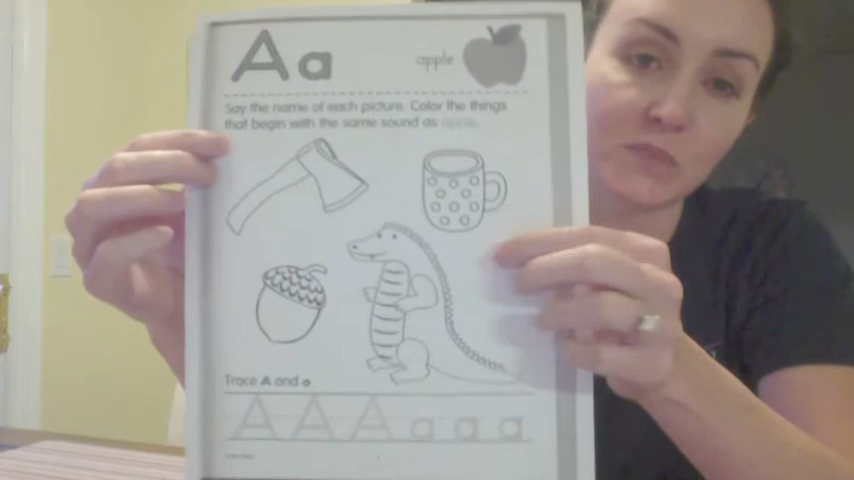 Aa
apple
Say the name of each picture. Color the things
that begin with the same sound as apple.
Trace A and a
A A A a a a